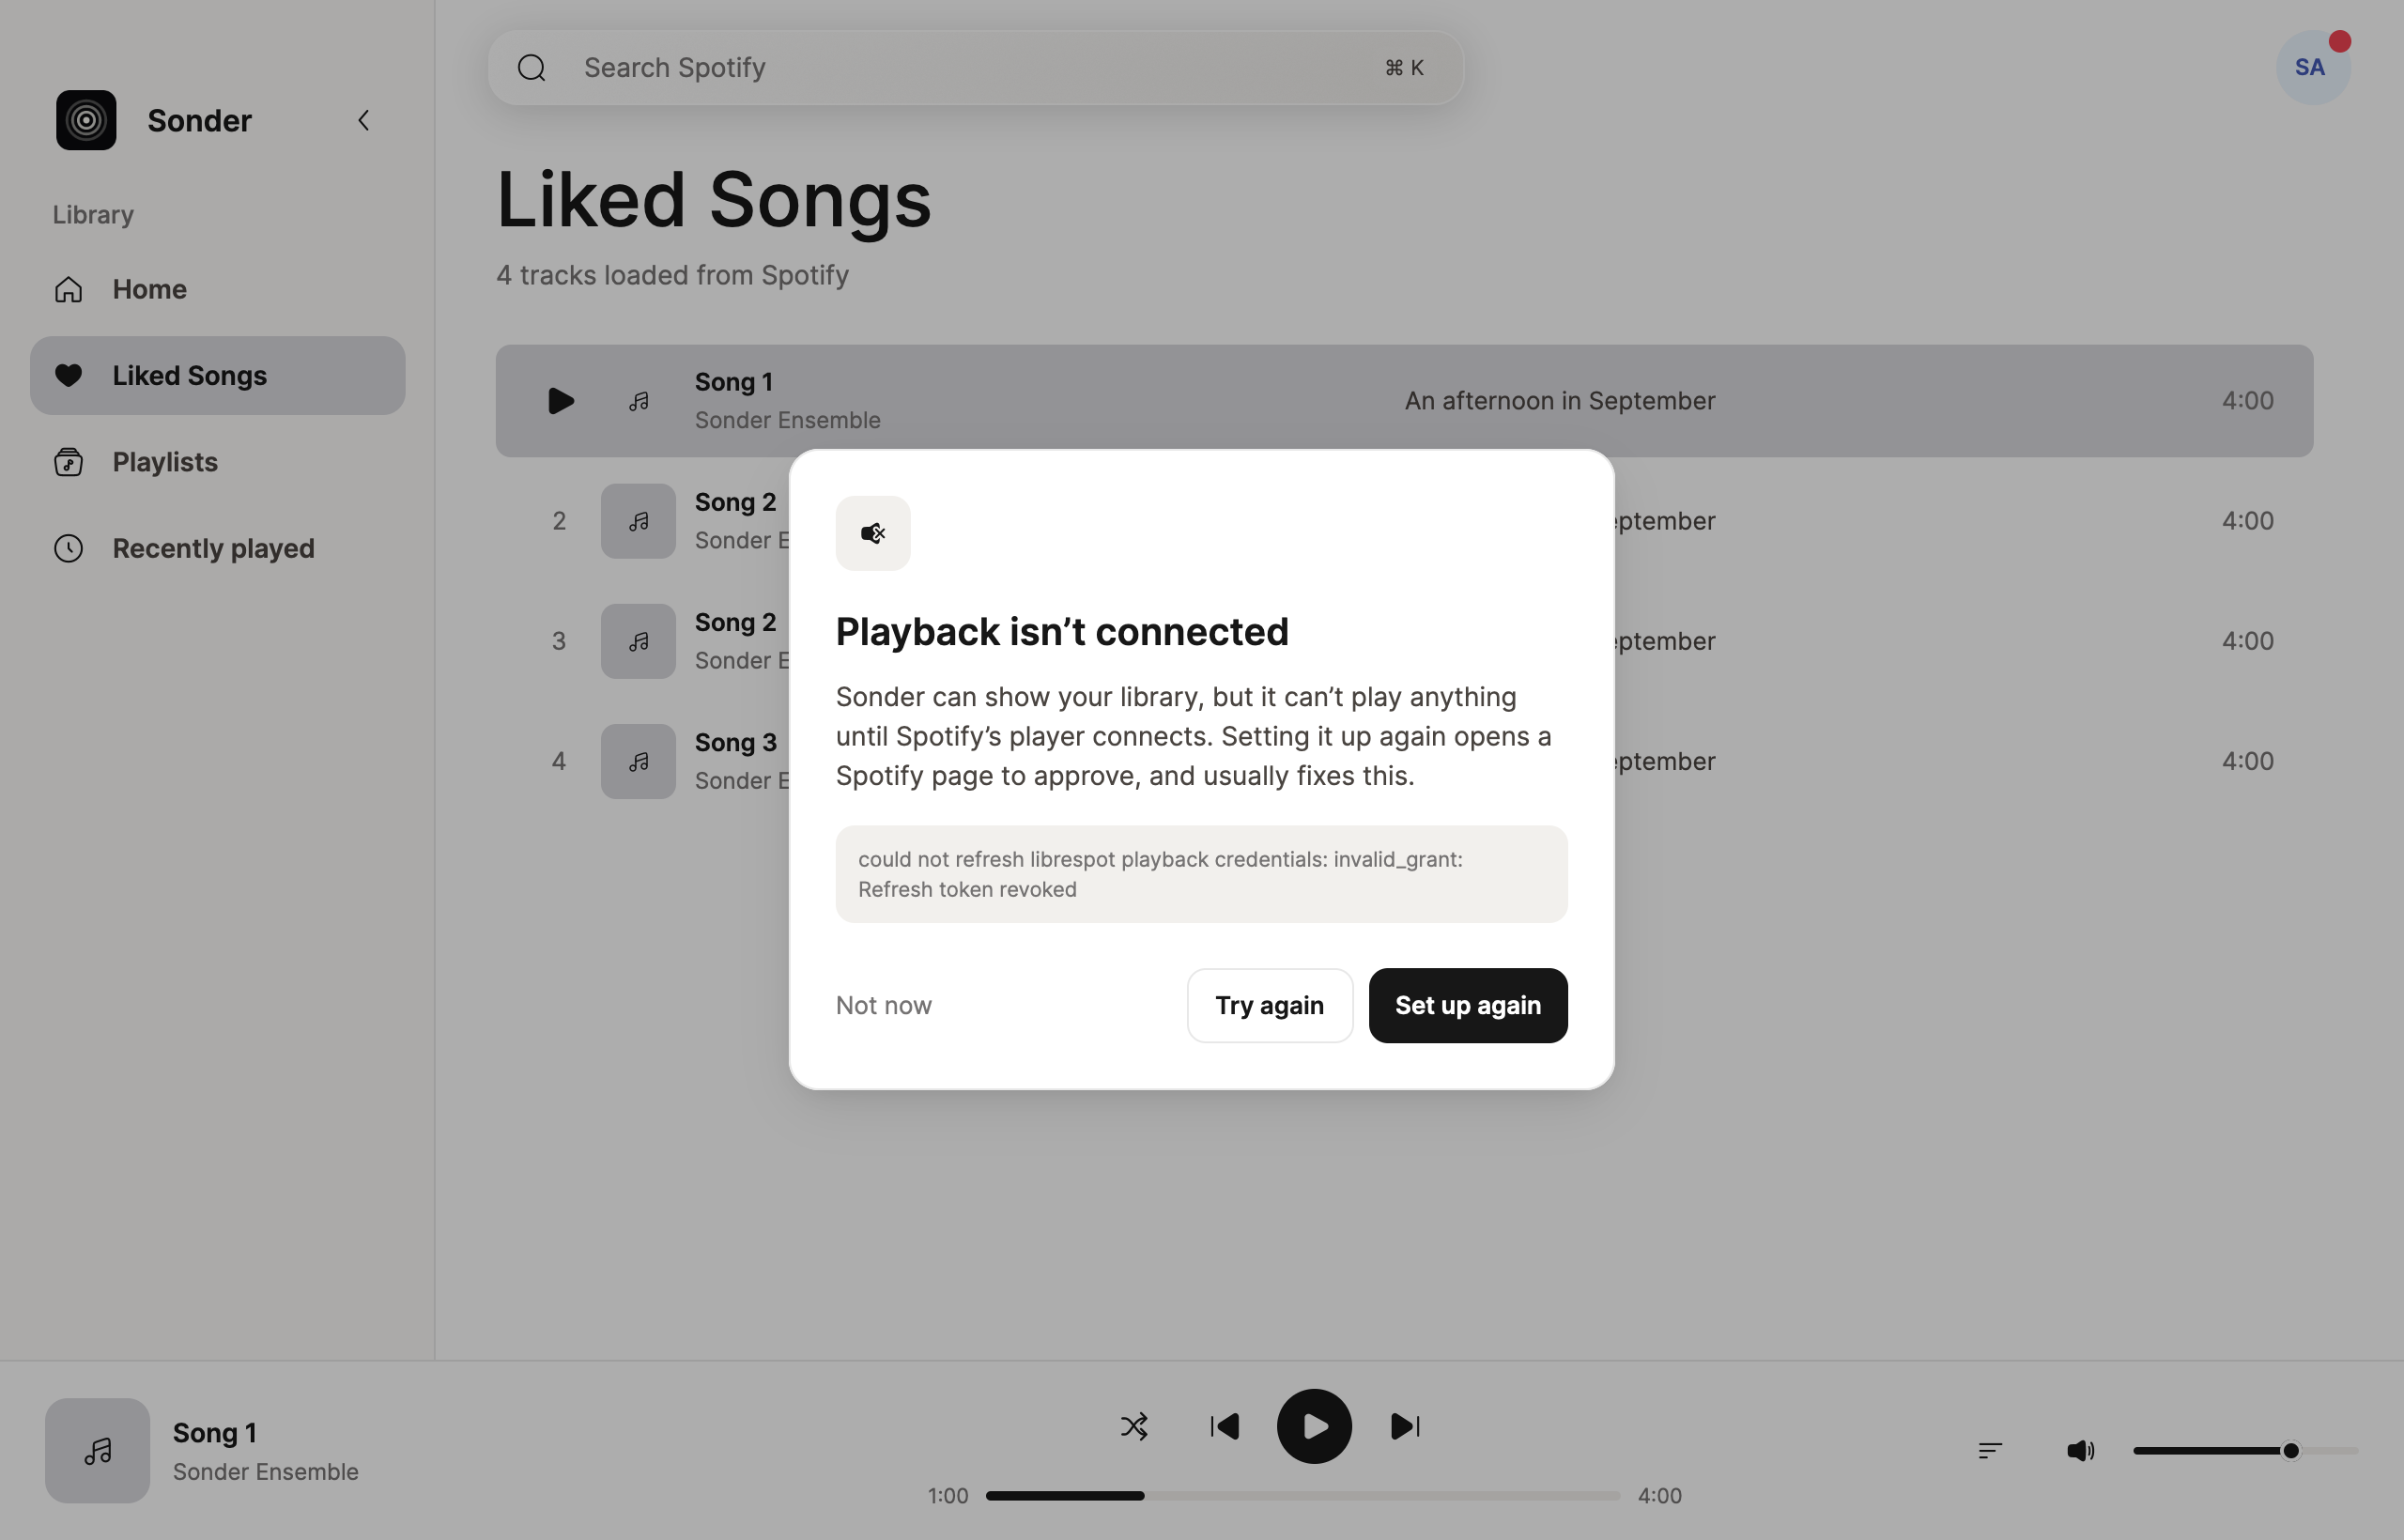 Search Spotify
⌘ K
SA
Sonder
Library
Home
Liked Songs
Playlists
Recently played
Liked Songs
4 tracks loaded from Spotify
Song 1
Sonder Ensemble
An afternoon in September
4:00
2
Song 2
Sonder E
eptember
4:00
3
Song 2
Sonder E
eptember
4:00
4
Song 3
Sonder E
eptember
4:00
Playback isn’t connected
Sonder can show your library, but it can’t play anything
until Spotify’s player connects. Setting it up again opens a
Spotify page to approve, and usually fixes this.
could not refresh librespot playback credentials: invalid_grant:
Refresh token revoked
Not now
Try again
Set up again
Song 1
Sonder Ensemble
1:00
4:00